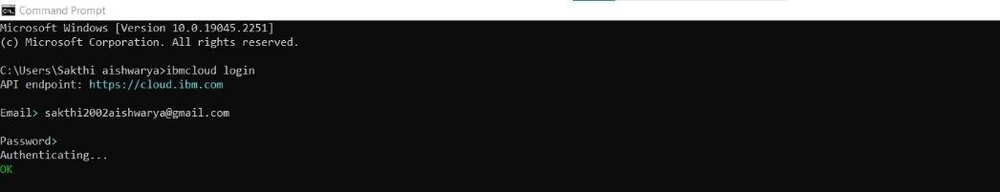 Command Prompt
Microsoft Windows [Version 10.0.19045.2251]
(c) Microsoft Corporation. All rights reserved.
C:\Users\Sakthi aishwarya>ibmcloud login
API endpoint: https://cloud.ibm.com
Email> sakthi2002aishwarya@gmail.com
Password>
Authenticating...
OK